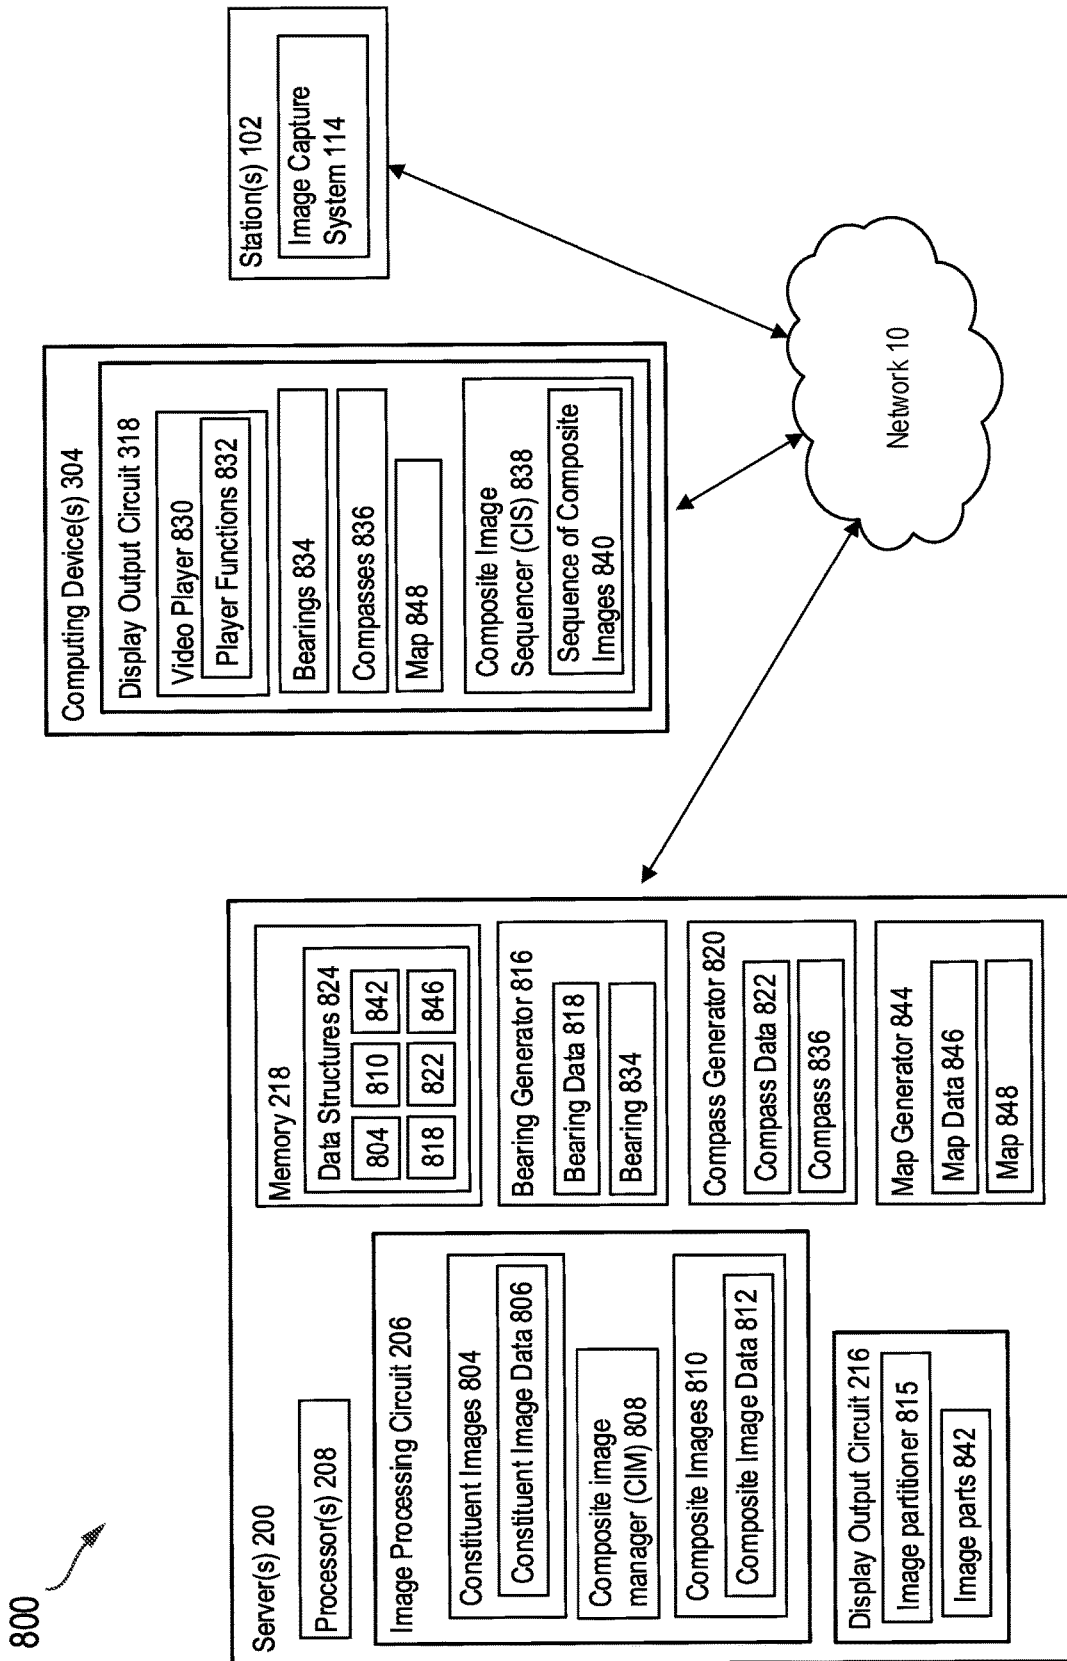 800
Server(s) 200
Processor(s) 208
Image Processing Circuit 206
Constituent Images 804
Constituent Image Data 806
Composite image
manager (CIM) 808
Composite Images 810
Composite Image Data 812
Display Output Circuit 216
Image partitioner 815
Image parts 842
Memory 218
Data Structures 824
804
810
842
818
822
846
Bearing Generator 816
Bearing Data 818
Bearing 834
Compass Generator 820
Compass Data 822
Compass 836
Map Generator 844
Map Data 846
Map 848
Computing Device(s) 304
Display Output Circuit 318
Video Player 830
Player Functions 832
Bearings 834
Compasses 836
Map 848
Composite Image
Sequencer (CIS) 838
Sequence of Composite
Images 840
Station(s) 102
Image Capture
System 114
Network 10